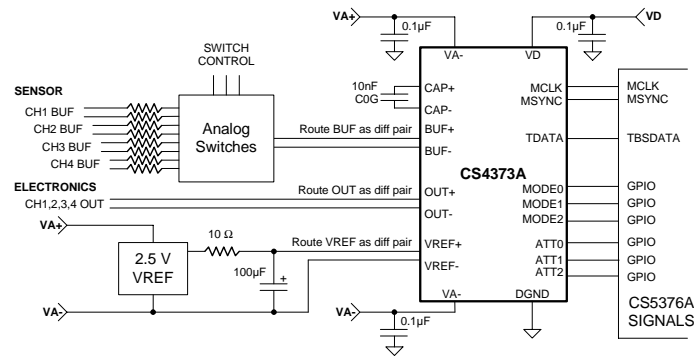 VA+
0.1µF
VD
0.1µF
VA-
VD
SWITCH
CONTROL
SENSOR
CH1 BUF
CH2 BUF
CH3 BUF
CH4 BUF
Analog
Switches
10nF
C0G
CAP+
CAP-
BUF+
BUF-
Route BUF as diff pair
CS4373A
MCLK
MSYNC
TDATA
MODE0
MODE1
MODE2
ATT0
ATT1
ATT2
MCLK
MSYNC
TBSDATA
GPIO
GPIO
GPIO
GPIO
GPIO
GPIO
ELECTRONICS
CH1,2,3,4 OUT
Route OUT as diff pair
OUT+
OUT-
VA+
2.5 V
VREF
10 Ω
Route VREF as diff pair
VREF+
VREF-
100µF
+
VA-
VA-
0.1µF
VA-
DGND
CS5376A
SIGNALS